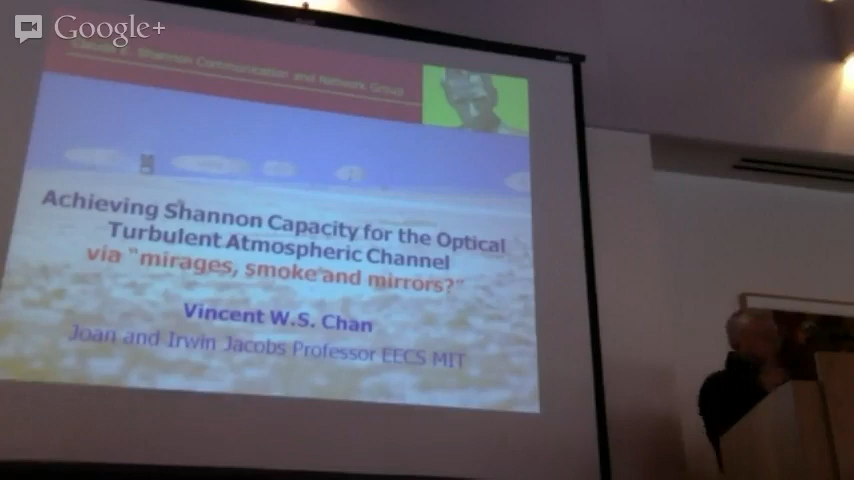 Google+
Claude E. Shannon Communication and Network Group
Achieving Shannon Capacity for the Optical
Turbulent Atmospheric Channel
via "mirages, smoke and mirrors?"
Vincent W.S. Chan
Joan and Irwin Jacobs Professor EECS MIT